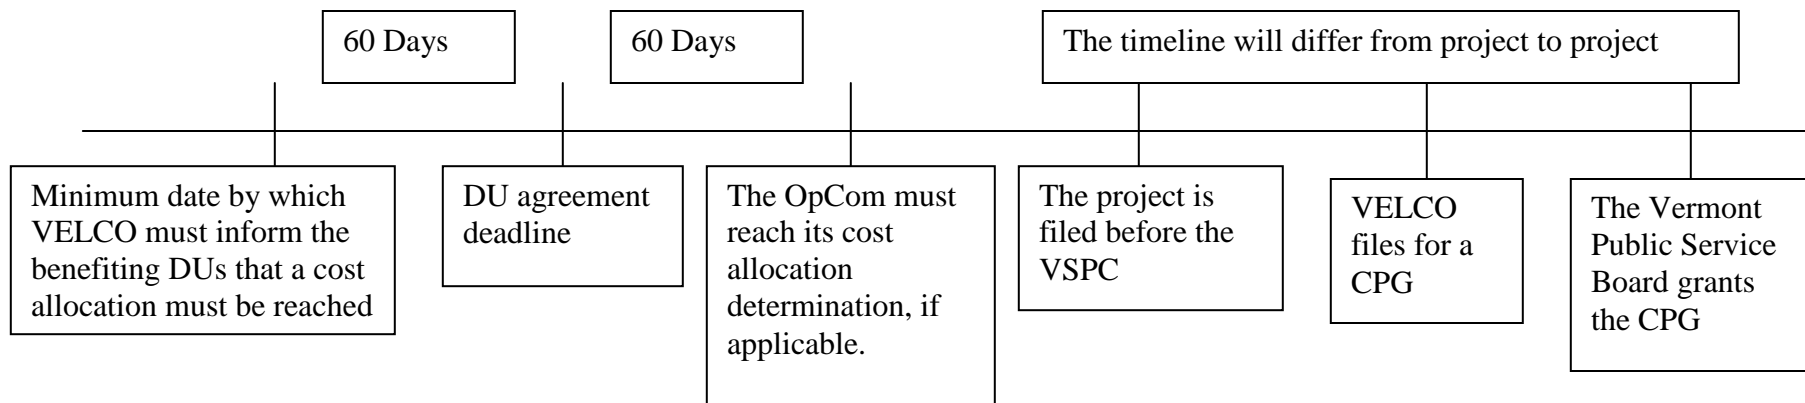 60 Days
60 Days
The timeline will differ from project to project
Minimum date by which
VELCO must inform the
benefiting DUs that a cost
allocation must be reached
DU agreement
deadline
The OpCom must
reach its cost
allocation
determination, if
applicable.
The project is
filed before the
VSPC
VELCO
files for a
CPG
The Vermont
Public Service
Board grants
the CPG